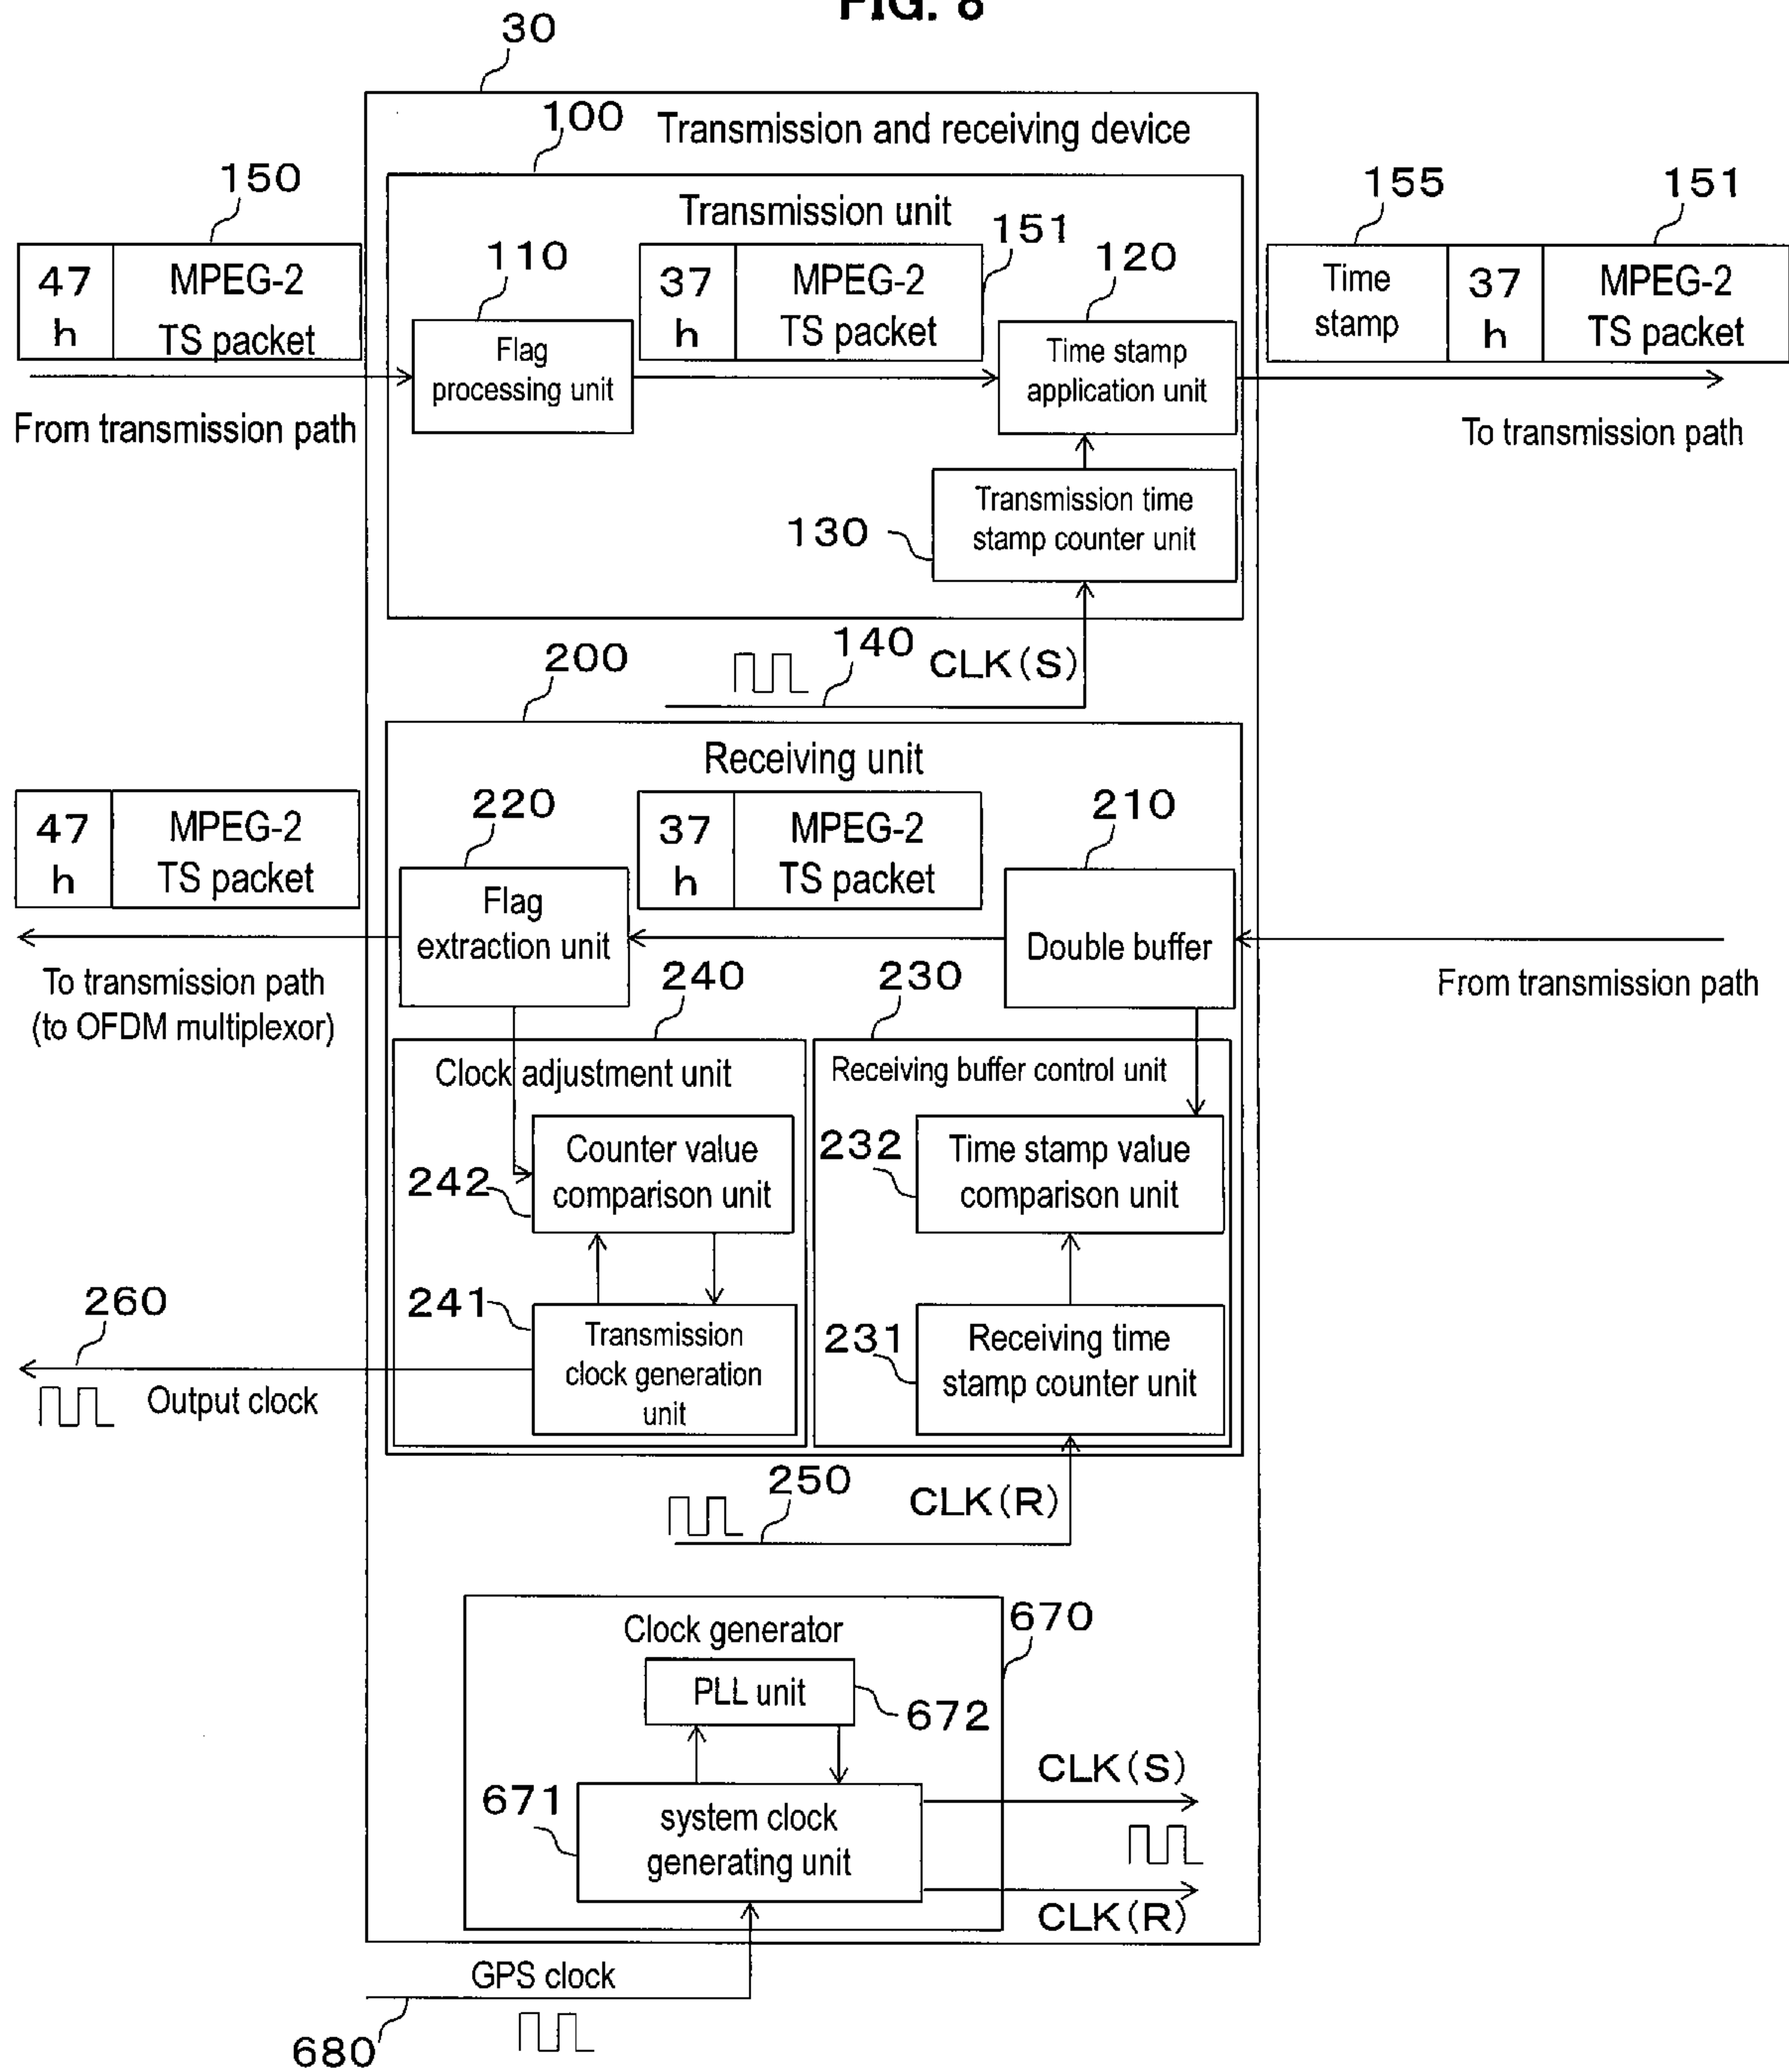 FIG. 8
30
100
Transmission and receiving device
150
155
151
Transmission unit
47
h
MPEG-2
TS packet
110
37
h
MPEG-2
TS packet
151
120
Time
stamp
37
h
MPEG-2
TS packet
Flag
processing unit
Time stamp
application unit
From transmission path
To transmission path
130
Transmission time
stamp counter unit
140
CLK(S)
200
Receiving unit
47
h
MPEG-2
TS packet
220
37
h
MPEG-2
TS packet
210
Flag
extraction unit
Double buffer
To transmission path
(to OFDM multiplexor)
240
230
From transmission path
Clock adjustment unit
Receiving buffer control unit
242
Counter value
comparison unit
232
Time stamp value
comparison unit
260
241
Transmission
clock generation
unit
231
Receiving time
stamp counter unit
Output clock
250
CLK(R)
670
Clock generator
PLL unit
672
671
system clock
generating unit
CLK(S)
CLK(R)
GPS clock
680